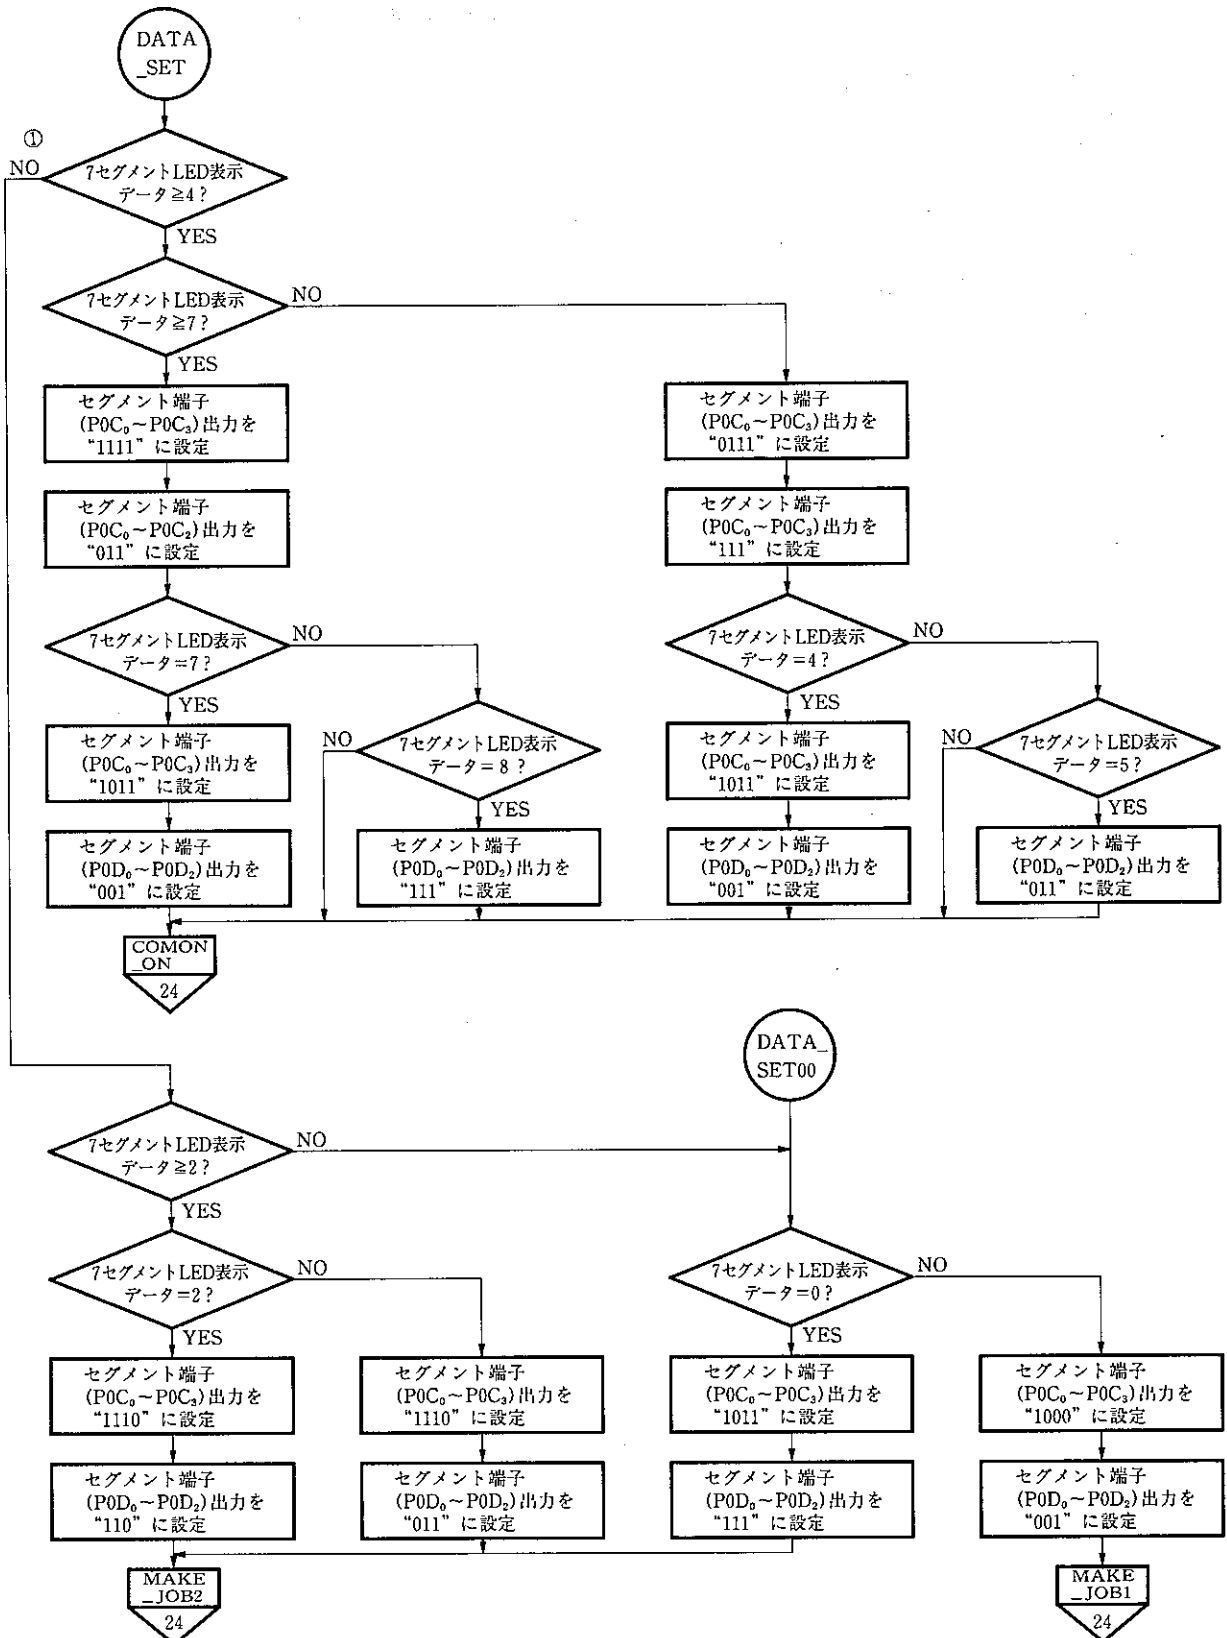 DATA
_SET
①
NO
7セグメントLED表示
データ≧4?
YES
7セグメントLED表示
データ≧7?
NO
YES
セグメント端子
(P0C₀~P0C₃)出力を
“1111”に設定
セグメント端子
(P0C₀~P0C₃)出力を
“0111”に設定
セグメント端子
(P0C₀~P0C₂)出力を
“011”に設定
セグメント端子
(P0C₀~P0C₃)出力を
“111”に設定
7セグメントLED表示
データ=7?
NO
YES
7セグメントLED表示
データ=4?
NO
YES
セグメント端子
(P0C₀~P0C₃)出力を
“1011”に設定
NO
7セグメントLED表示
データ=8?
YES
セグメント端子
(P0C₀~P0C₃)出力を
“1011”に設定
NO
7セグメントLED表示
データ=5?
YES
セグメント端子
(P0D₀~P0D₂)出力を
“001”に設定
セグメント端子
(P0D₀~P0D₂)出力を
“111”に設定
セグメント端子
(P0D₀~P0D₂)出力を
“001”に設定
セグメント端子
(P0D₀~P0D₂)出力を
“011”に設定
COMON
_ON
24
DATA_
SET00
7セグメントLED表示
データ≧2?
NO
YES
7セグメントLED表示
データ=2?
NO
YES
7セグメントLED表示
データ=0?
NO
YES
セグメント端子
(P0C₀~P0C₃)出力を
“1110”に設定
セグメント端子
(P0C₀~P0C₃)出力を
“1110”に設定
セグメント端子
(P0C₀~P0C₃)出力を
“1011”に設定
セグメント端子
(P0C₀~P0C₃)出力を
“1000”に設定
セグメント端子
(P0D₀~P0D₂)出力を
“110”に設定
セグメント端子
(P0D₀~P0D₂)出力を
“011”に設定
セグメント端子
(P0D₀~P0D₂)出力を
“111”に設定
セグメント端子
(P0D₀~P0D₂)出力を
“001”に設定
MAKE
_JOB2
24
MAKE
_JOB1
24